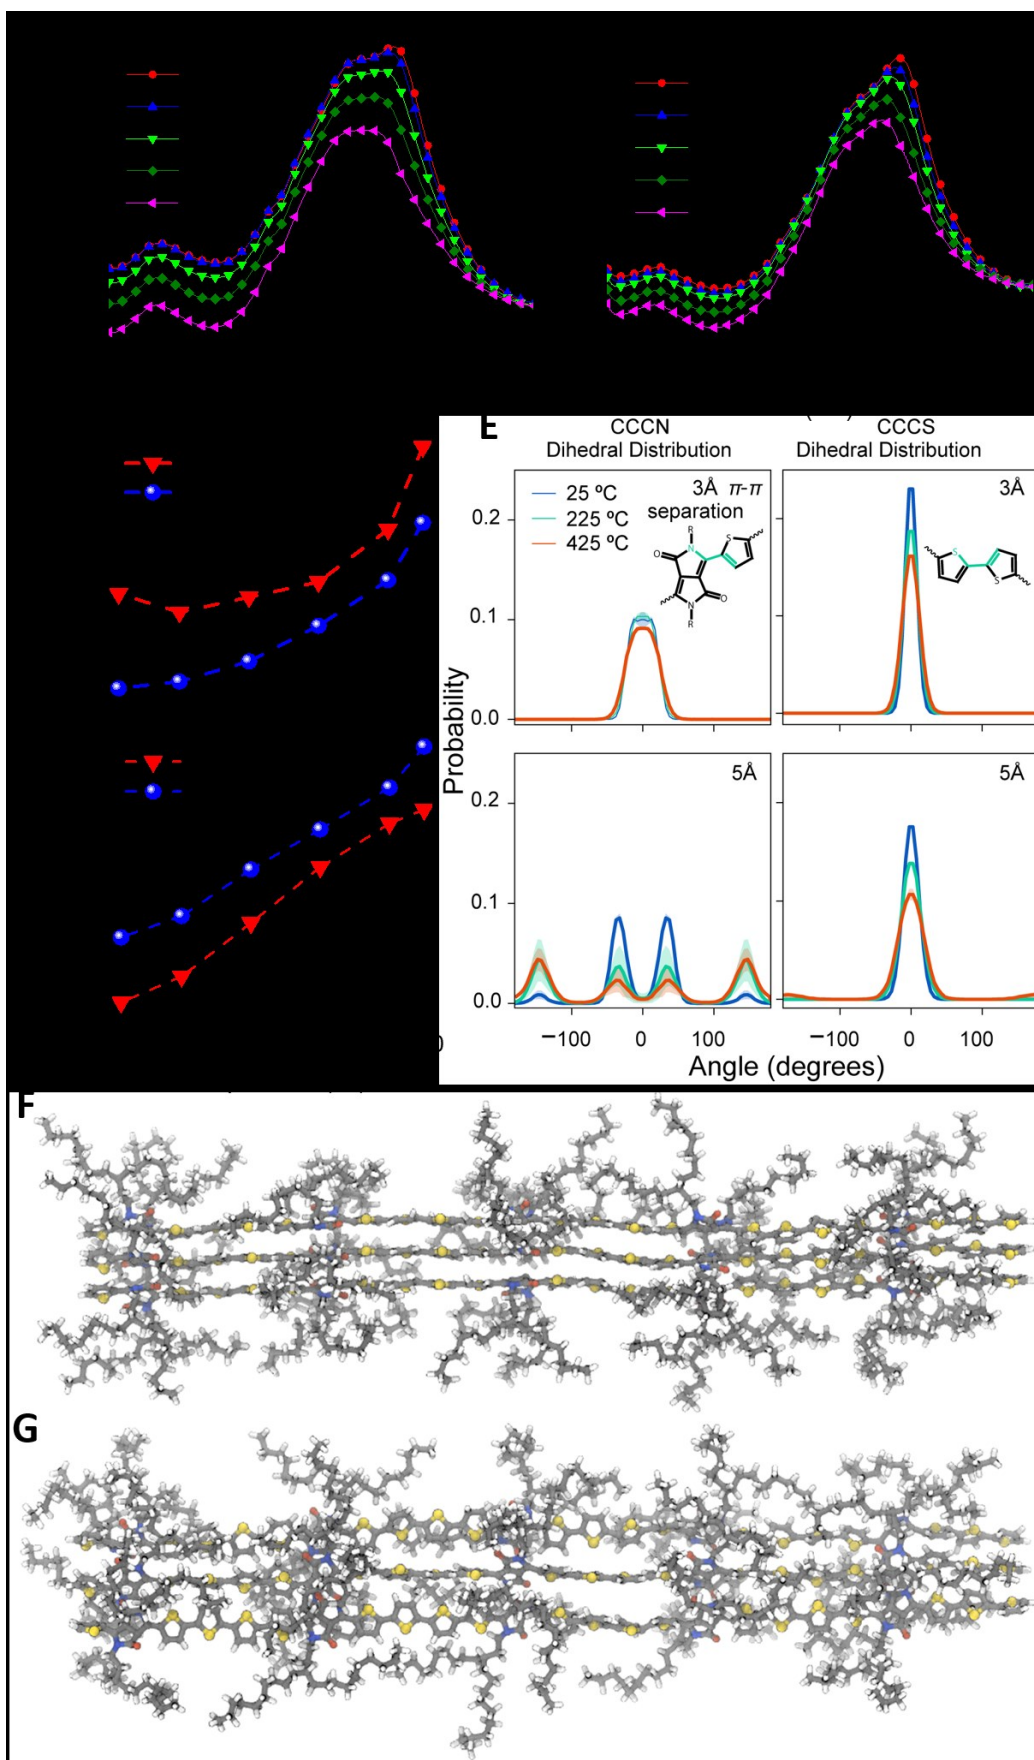 E
CCCN
Dihedral Distribution
CCCS
Dihedral Distribution
25 ºC
225 ºC
425 ºC
3Å π-π
separation
R
N
S
O
O
N
R
3Å
S
S
0.2
0.1
0.0
5Å
5Å
0.2
0.1
0.0
Probability
−100 0 100
−100 0 100
Angle (degrees)
F
G